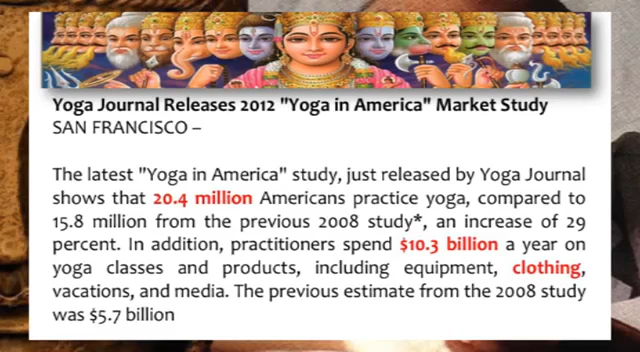 Yoga Journal Releases 2012 "Yoga in America" Market Study
SAN FRANCISCO –
The latest "Yoga in America" study, just released by Yoga Journal
shows that 20.4 million Americans practice yoga, compared to
15.8 million from the previous 2008 study*, an increase of 29
percent. In addition, practitioners spend $10.3 billion a year on
yoga classes and products, including equipment, clothing,
vacations, and media. The previous estimate from the 2008 study
was $5.7 billion